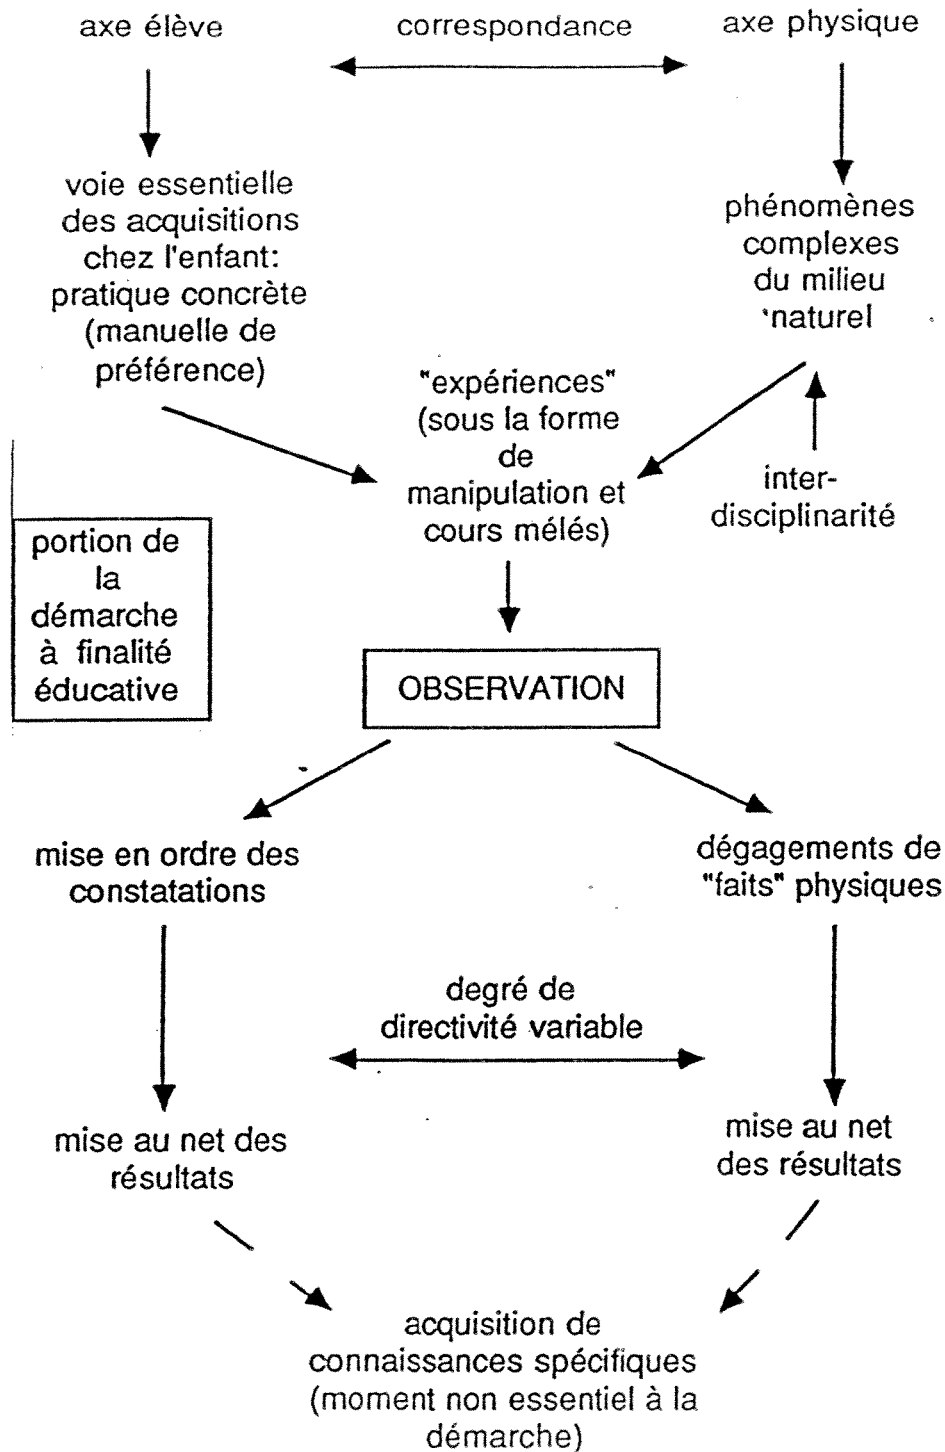 axe élève
correspondance
axe physique
voie essentielle
des acquisitions
chez l'enfant:
pratique concrète
(manuelle de
préférence)
phénomènes
complexes
du milieu
naturel
"expériences"
(sous la forme
de
manipulation et
cours mélés)
inter-
disciplinarité
portion de
la
démarche
à finalité
éducative
OBSERVATION
mise en ordre des
constatations
dégagements de
"faits" physiques
degré de
directivité variable
mise au net des
résultats
mise au net
des résultats
acquisition de
connaissances spécifiques
(moment non essentiel à la
démarche)